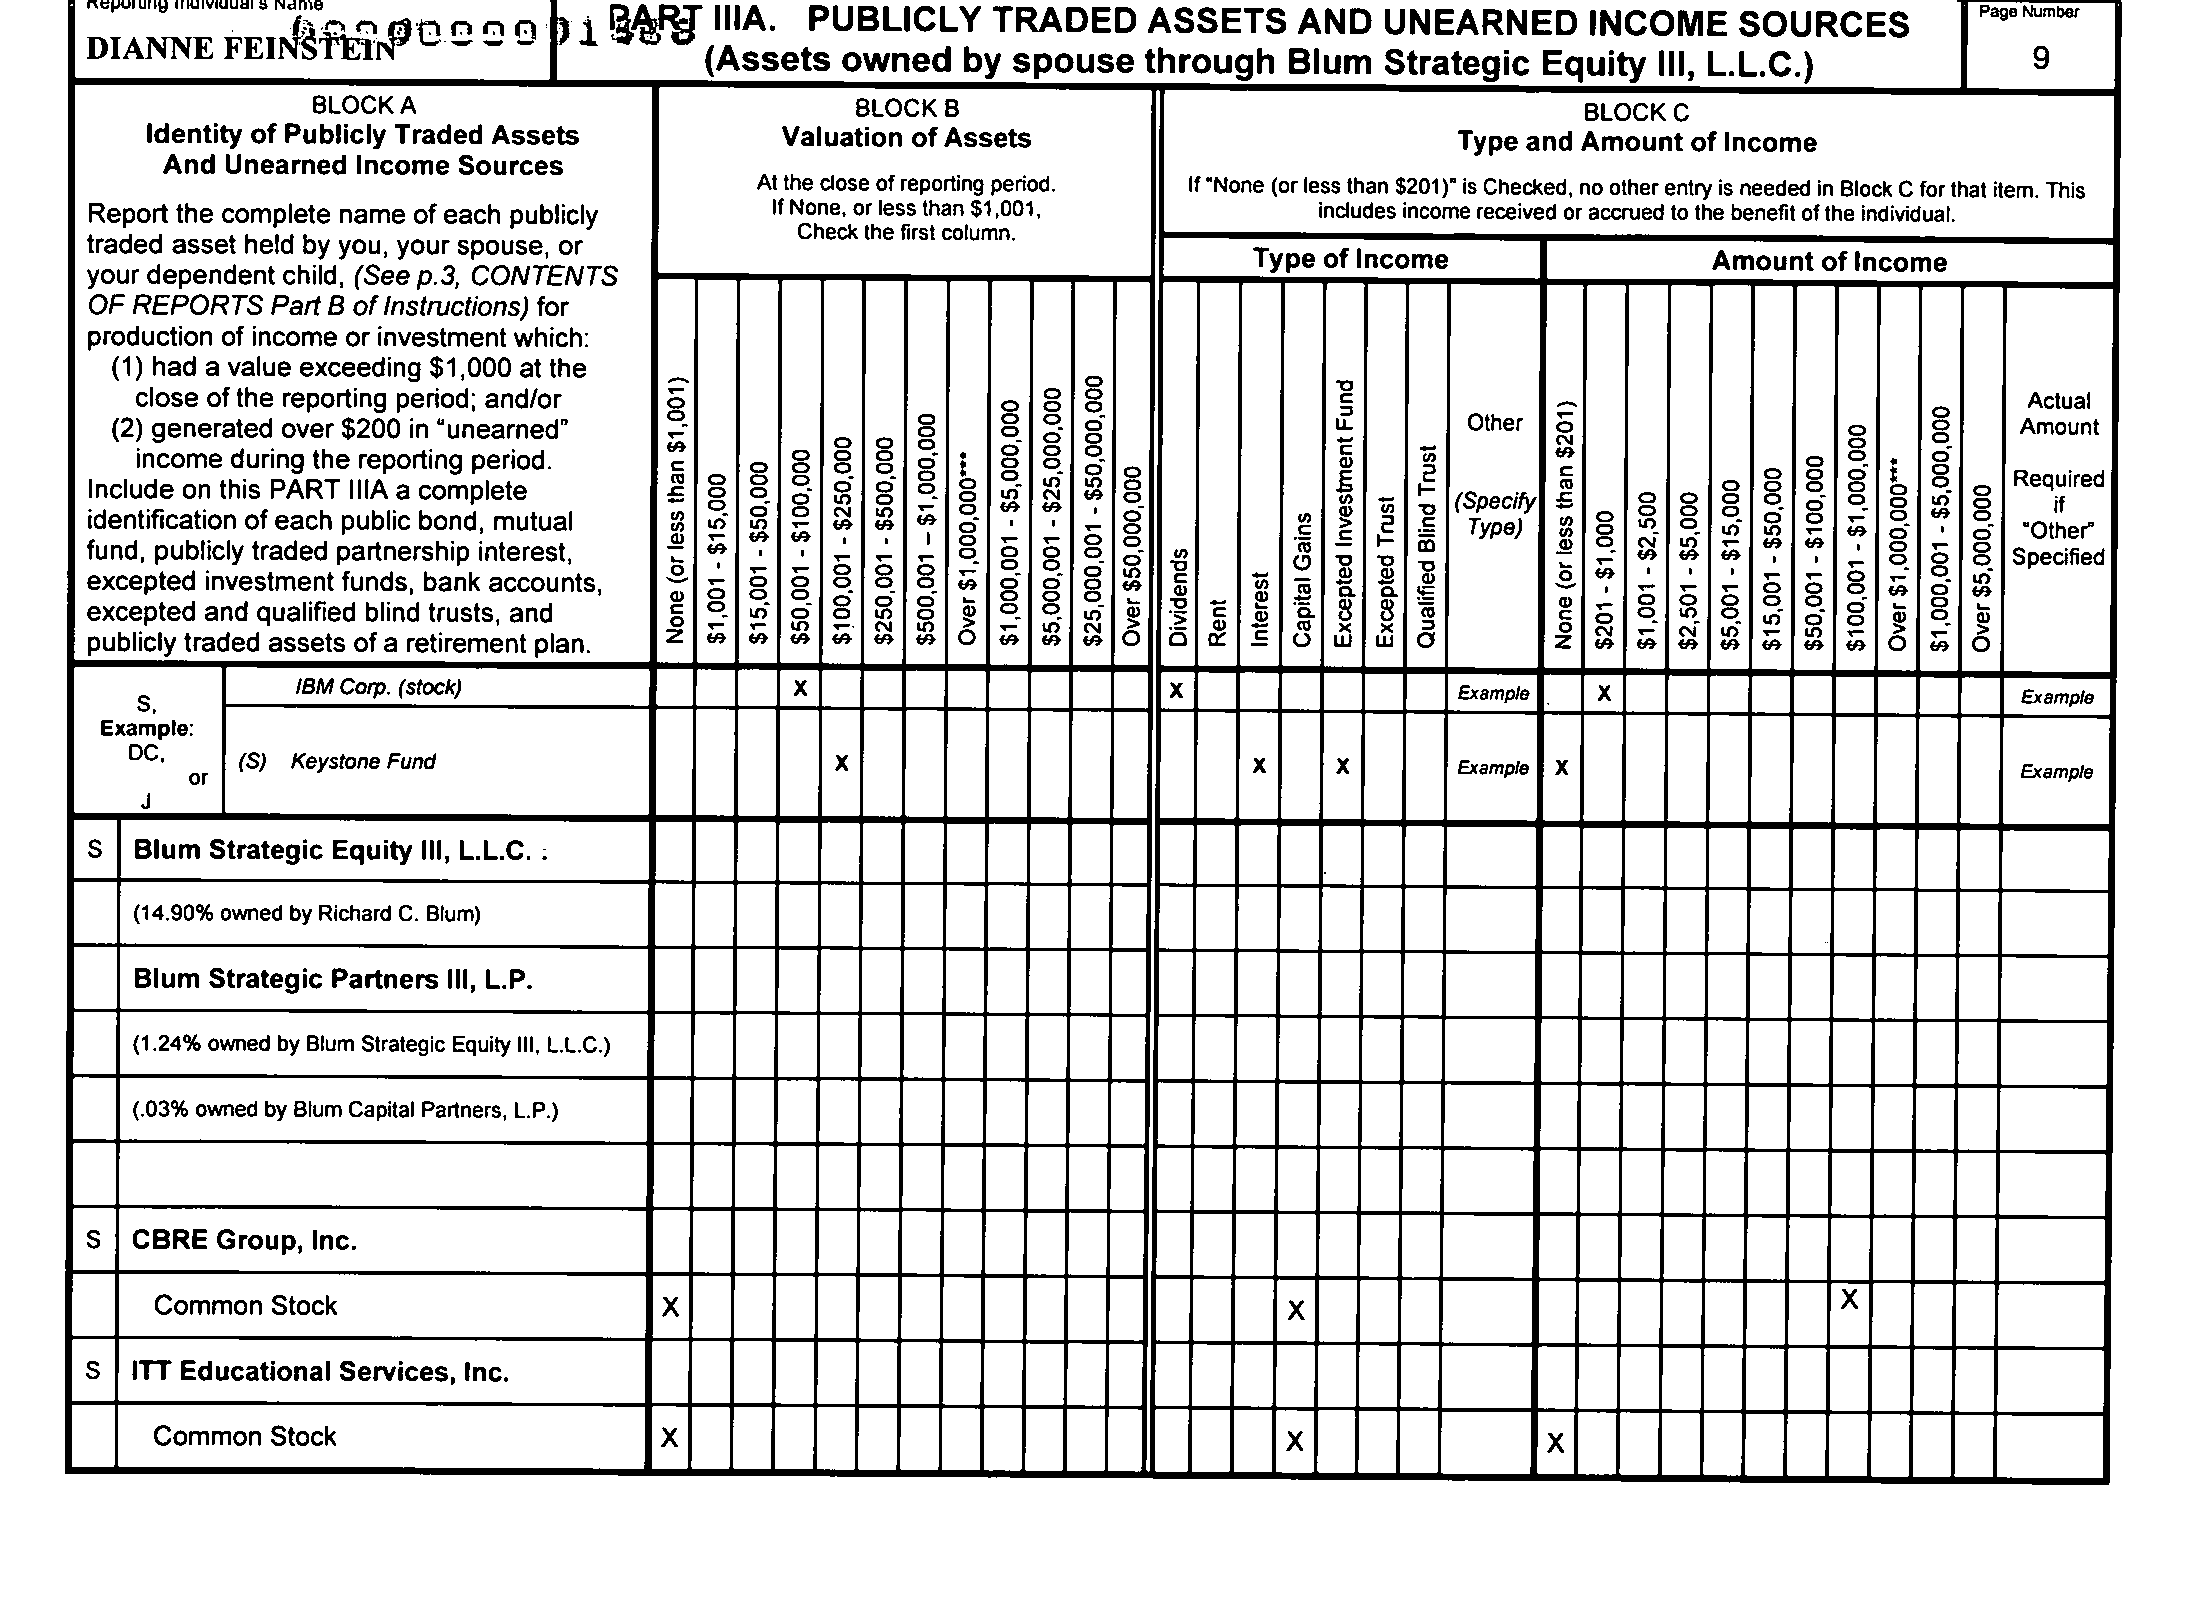 Reporting Individual's Name
DIANNE FEINSTEIN
PART IIIA. PUBLICLY TRADED ASSETS AND UNEARNED INCOME SOURCES
(Assets owned by spouse through Blum Strategic Equity III, L.L.C.)
Page Number
9
BLOCK A
Identity of Publicly Traded Assets
And Unearned Income Sources
Report the complete name of each publicly
traded asset held by you, your spouse, or
your dependent child, (See p.3, CONTENTS
OF REPORTS Part B of Instructions) for
production of income or investment which:
(1) had a value exceeding $1,000 at the
close of the reporting period; and/or
(2) generated over $200 in "unearned"
income during the reporting period.
Include on this PART IIIA a complete
identification of each public bond, mutual
fund, publicly traded partnership interest,
excepted investment funds, bank accounts,
excepted and qualified blind trusts, and
publicly traded assets of a retirement plan.
BLOCK B
Valuation of Assets
At the close of reporting period.
If None, or less than $1,001,
Check the first column.
None (or less than $1,001)
$1,001 - $15,000
$15,001 - $50,000
$50,001 - $100,000
$100,001 - $250,000
$250,001 - $500,000
$500,001 – $1,000,000
Over $1,000,000***
$1,000,001 - $5,000,000
$5,000,001 - $25,000,000
$25,000,001 - $50,000,000
Over $50,000,000
BLOCK C
Type and Amount of Income
If "None (or less than $201)" is Checked, no other entry is needed in Block C for that item. This
includes income received or accrued to the benefit of the individual.
Type of Income
Dividends
Rent
Interest
Capital Gains
Excepted Investment Fund
Excepted Trust
Qualified Blind Trust
Other
(Specify
Type)
Amount of Income
None (or less than $201)
$201 - $1,000
$1,001 - $2,500
$2,501 - $5,000
$5,001 - $15,000
$15,001 - $50,000
$50,001 - $100,000
$100,001 - $1,000,000
Over $1,000,000***
$1,000,001 - $5,000,000
Over $5,000,000
Actual
Amount
Required
if
"Other"
Specified
S,
Example:
DC,
or
J
IBM Corp. (stock) X X Example X Example
(S) Keystone Fund X X X Example X Example
S Blum Strategic Equity III, L.L.C. :
(14.90% owned by Richard C. Blum)
Blum Strategic Partners III, L.P.
(1.24% owned by Blum Strategic Equity III, L.L.C.)
(.03% owned by Blum Capital Partners, L.P.)
S CBRE Group, Inc.
Common Stock X X X
S ITT Educational Services, Inc.
Common Stock X X X